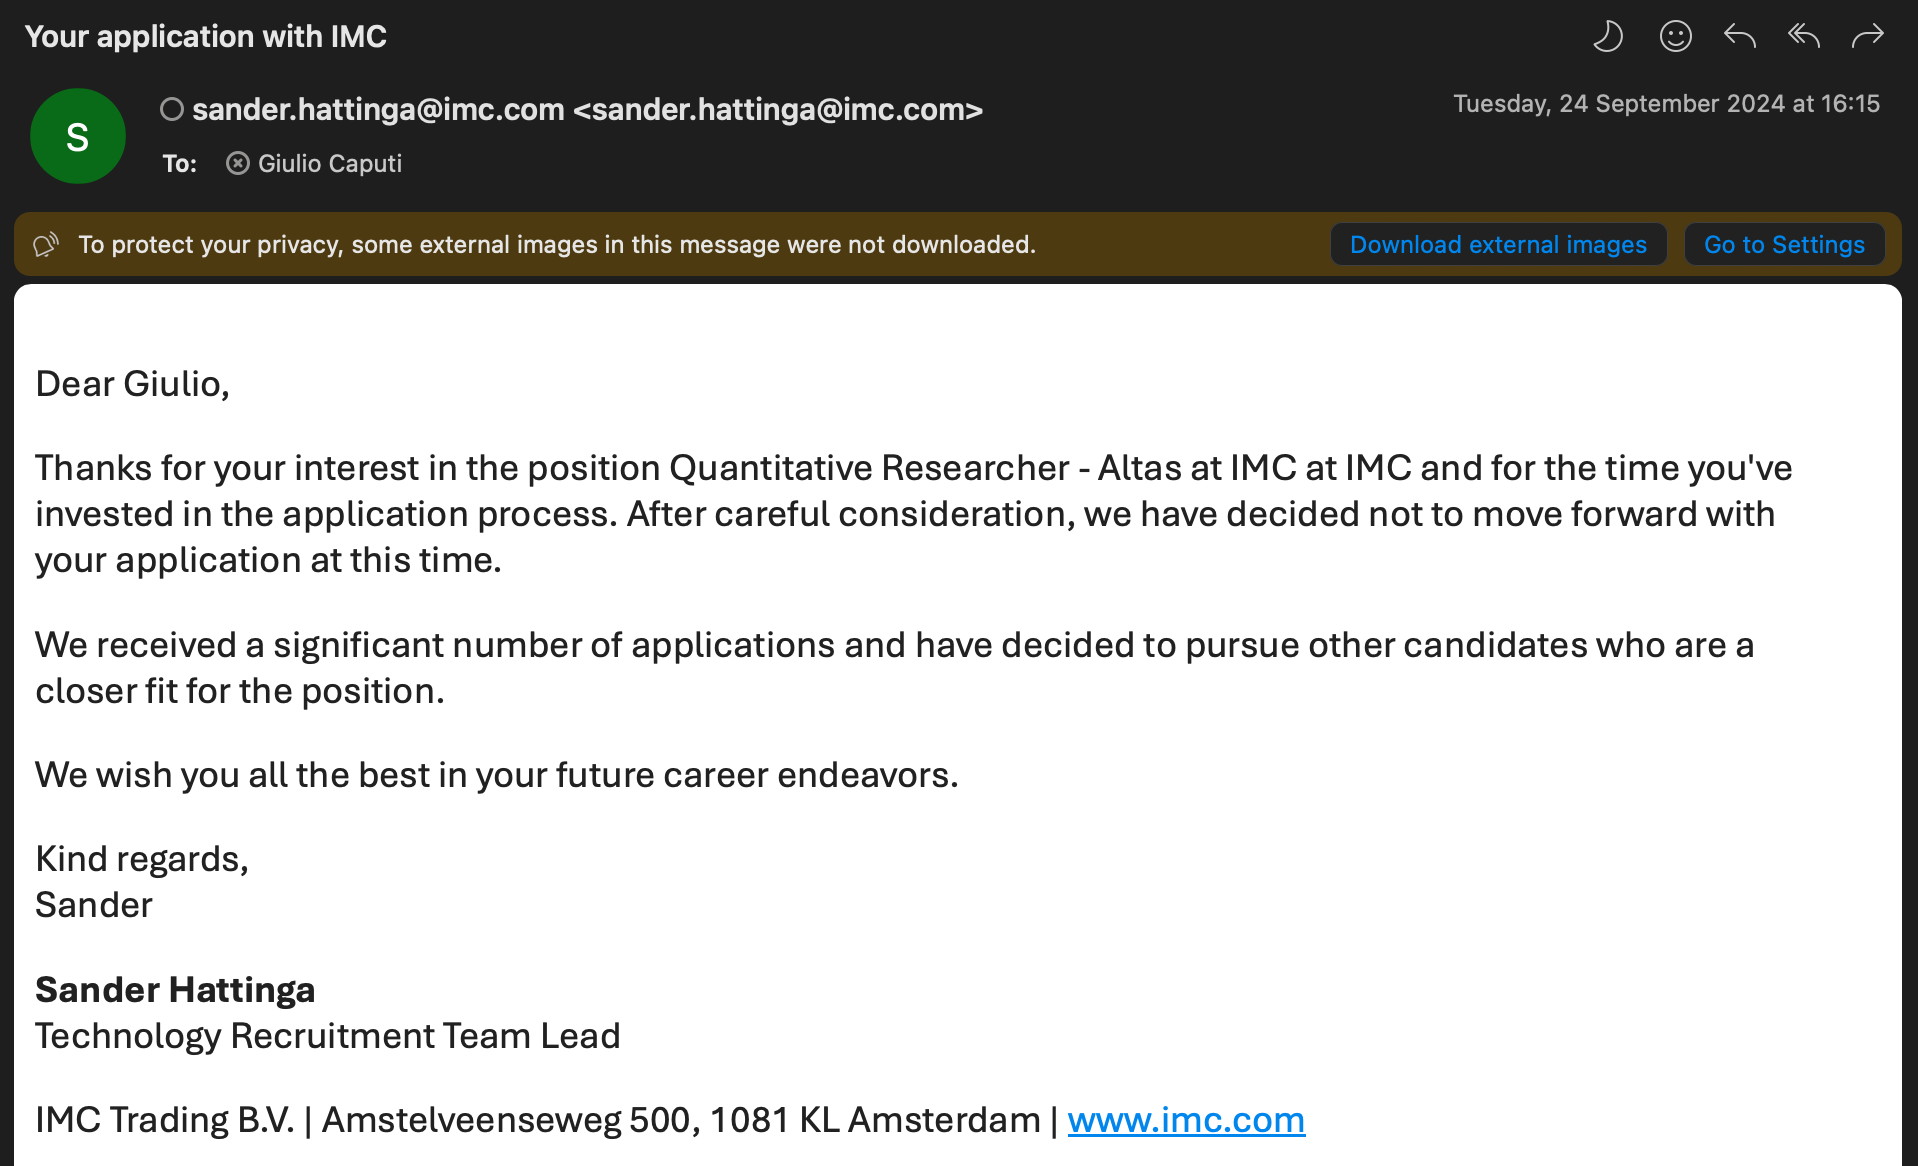 Your application with IMC
S
sander.hattinga@imc.com <sander.hattinga@imc.com>
Tuesday, 24 September 2024 at 16:15
To: Giulio Caputi
To protect your privacy, some external images in this message were not downloaded.
Download external images
Go to Settings
Dear Giulio,
Thanks for your interest in the position Quantitative Researcher - Altas at IMC at IMC and for the time you've
invested in the application process. After careful consideration, we have decided not to move forward with
your application at this time.
We received a significant number of applications and have decided to pursue other candidates who are a
closer fit for the position.
We wish you all the best in your future career endeavors.
Kind regards,
Sander
Sander Hattinga
Technology Recruitment Team Lead
IMC Trading B.V. | Amstelveenseweg 500, 1081 KL Amsterdam | www.imc.com